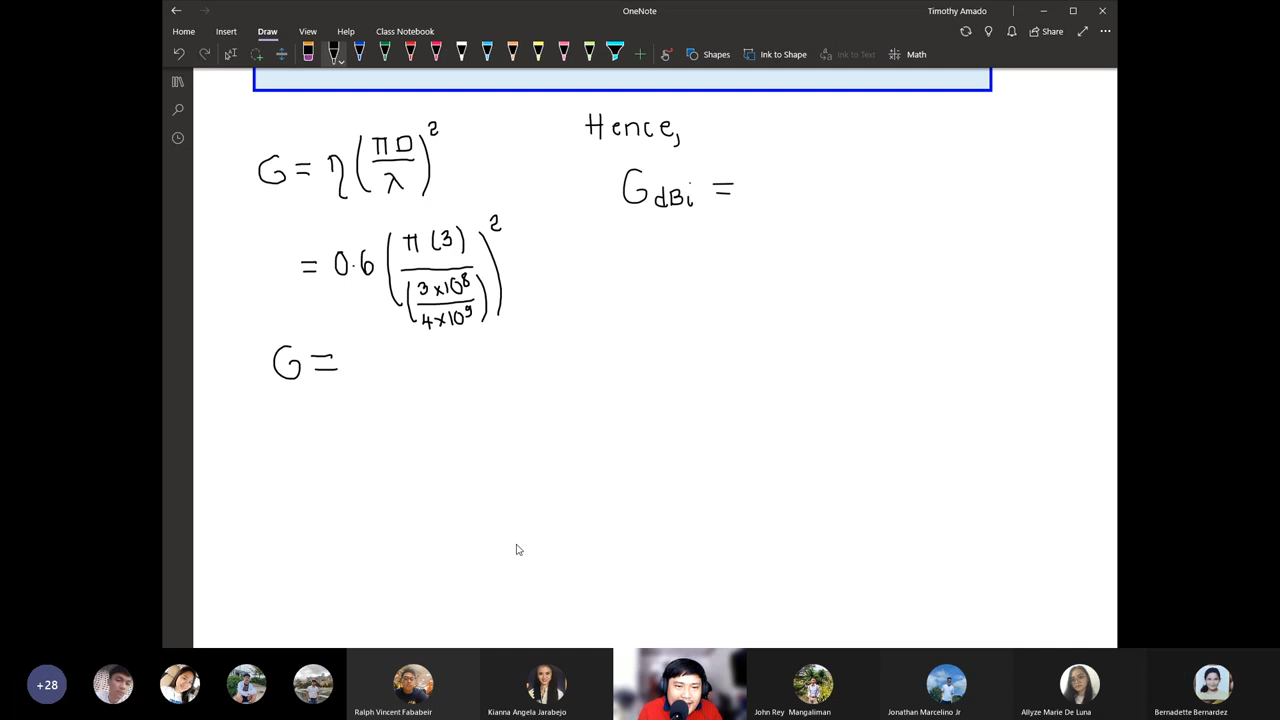 OneNote
Timothy Amado
Home Insert Draw View Help Class Notebook
Share
Shapes Ink to Shape Ink to Text Math
G = η (πD/λ)²
= 0.6 (π(3)/(3×10⁸/4×10⁹))²
G =
Hence,
G dBi =
+28
Ralph Vincent Fababeir
Kianna Angela Jarabejo
John Rey Mangaliman
Jonathan Marcelino Jr
Allyze Marie De Luna
Bernadette Bernardez